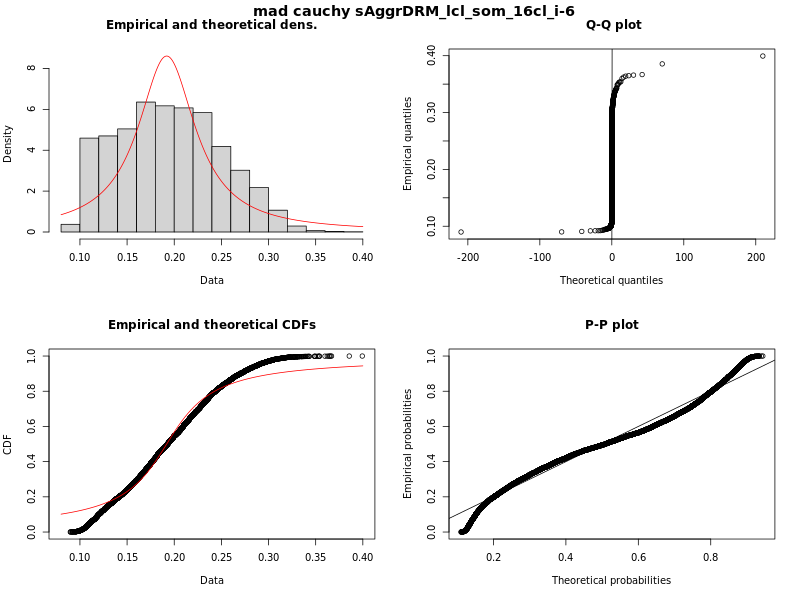 mad cauchy sAggrDRM_lcl_som_16cl_i-6
Empirical and theoretical dens.
Density
0 2 4 6 8
0.10 0.15 0.20 0.25 0.30 0.35 0.40
Data
Q-Q plot
Empirical quantiles
0.10 0.20 0.30 0.40
-200 -100 0 100 200
Theoretical quantiles
Empirical and theoretical CDFs
CDF
0.0 0.2 0.4 0.6 0.8 1.0
0.10 0.15 0.20 0.25 0.30 0.35 0.40
Data
P-P plot
Empirical probabilities
0.0 0.2 0.4 0.6 0.8 1.0
0.2 0.4 0.6 0.8
Theoretical probabilities